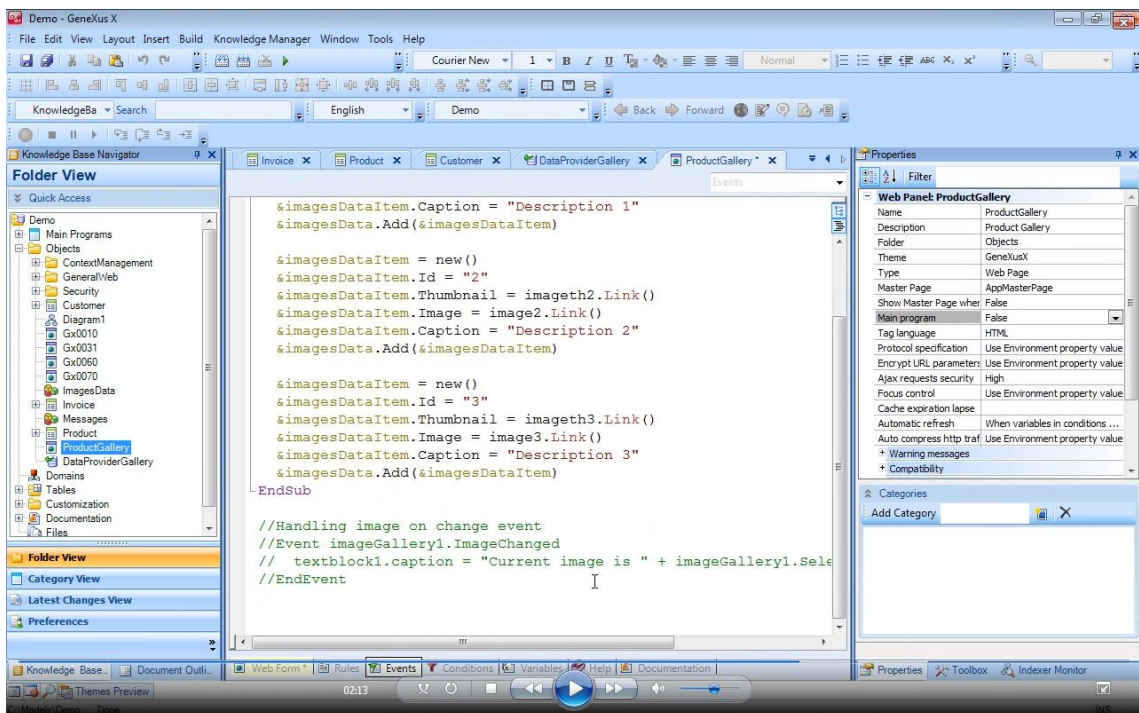 Demo - GeneXus X
File Edit View Layout Insert Build Knowledge Manager Window Tools Help
Courier New 1 B I U Normal ABC
English Demo Back Forward
KnowledgeBa Search
Knowledge Base Navigator
Folder View
Quick Access
Demo
Main Programs
Objects
ContextManagement
GeneralWeb
Security
Customer
Diagram1
Gx0010
Gx0031
Gx0060
Gx0070
ImagesData
Invoice
Messages
Product
ProductGallery
DataProviderGallery
Domains
Tables
Customization
Documentation
Files
Folder View
Category View
Latest Changes View
Preferences
Knowledge Base... Document Outli...
Themes Preview
C:\Models\Demo Done
Invoice Product Customer DataProviderGallery ProductGallery*
Events
&imagesDataItem.Caption = "Description 1"
&imagesData.Add(&imagesDataItem)
&imagesDataItem = new()
&imagesDataItem.Id = "2"
&imagesDataItem.Thumbnail = imageth2.Link()
&imagesDataItem.Image = image2.Link()
&imagesDataItem.Caption = "Description 2"
&imagesData.Add(&imagesDataItem)
&imagesDataItem = new()
&imagesDataItem.Id = "3"
&imagesDataItem.Thumbnail = imageth3.Link()
&imagesDataItem.Image = image3.Link()
&imagesDataItem.Caption = "Description 3"
&imagesData.Add(&imagesDataItem)
EndSub
//Handling image on change event
//Event imageGallery1.ImageChanged
// textblock1.caption = "Current image is " + imageGallery1.Sele
//EndEvent
Web Form* Rules Events Conditions Variables Help Documentation
02:13
Properties
Filter
Web Panel: ProductGallery
Name ProductGallery
Description Product Gallery
Folder Objects
Theme GeneXusX
Type Web Page
Master Page AppMasterPage
Show Master Page wher False
Main program False
Tag language HTML
Protocol specification Use Environment property value
Encrypt URL parameters Use Environment property value
Ajax requests security High
Focus control Use Environment property value
Cache expiration lapse
Automatic refresh When variables in conditions ...
Auto compress http traf Use Environment property value
Warning messages
Compatibility
Categories
Add Category
Properties Toolbox Indexer Monitor
INS